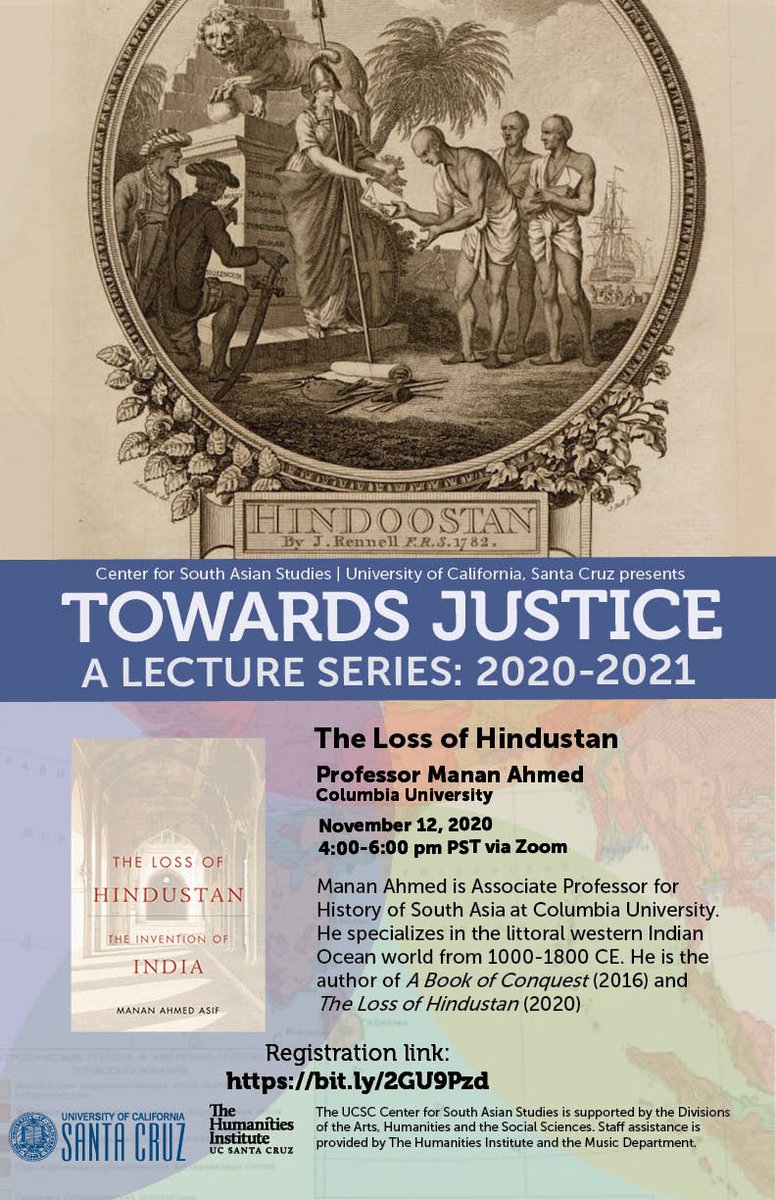 HINDOOSTAN
By J. Rennell F.R.S. 1782.
Center for South Asian Studies | University of California, Santa Cruz presents
TOWARDS JUSTICE
A LECTURE SERIES: 2020-2021
The Loss of Hindustan
Professor Manan Ahmed
Columbia University
November 12, 2020
4:00-6:00 pm PST via Zoom
Manan Ahmed is Associate Professor for
History of South Asia at Columbia University.
He specializes in the littoral western Indian
Ocean world from 1000-1800 CE. He is the
author of A Book of Conquest (2016) and
The Loss of Hindustan (2020)
THE LOSS OF
HINDUSTAN
THE INVENTION OF
INDIA
MANAN AHMED ASIF
Registration link:
https://bit.ly/2GU9Pzd
UNIVERSITY OF CALIFORNIA
SANTA CRUZ
The
Humanities
Institute
UC SANTA CRUZ
The UCSC Center for South Asian Studies is supported by the Divisions
of the Arts, Humanities and the Social Sciences. Staff assistance is
provided by The Humanities Institute and the Music Department.